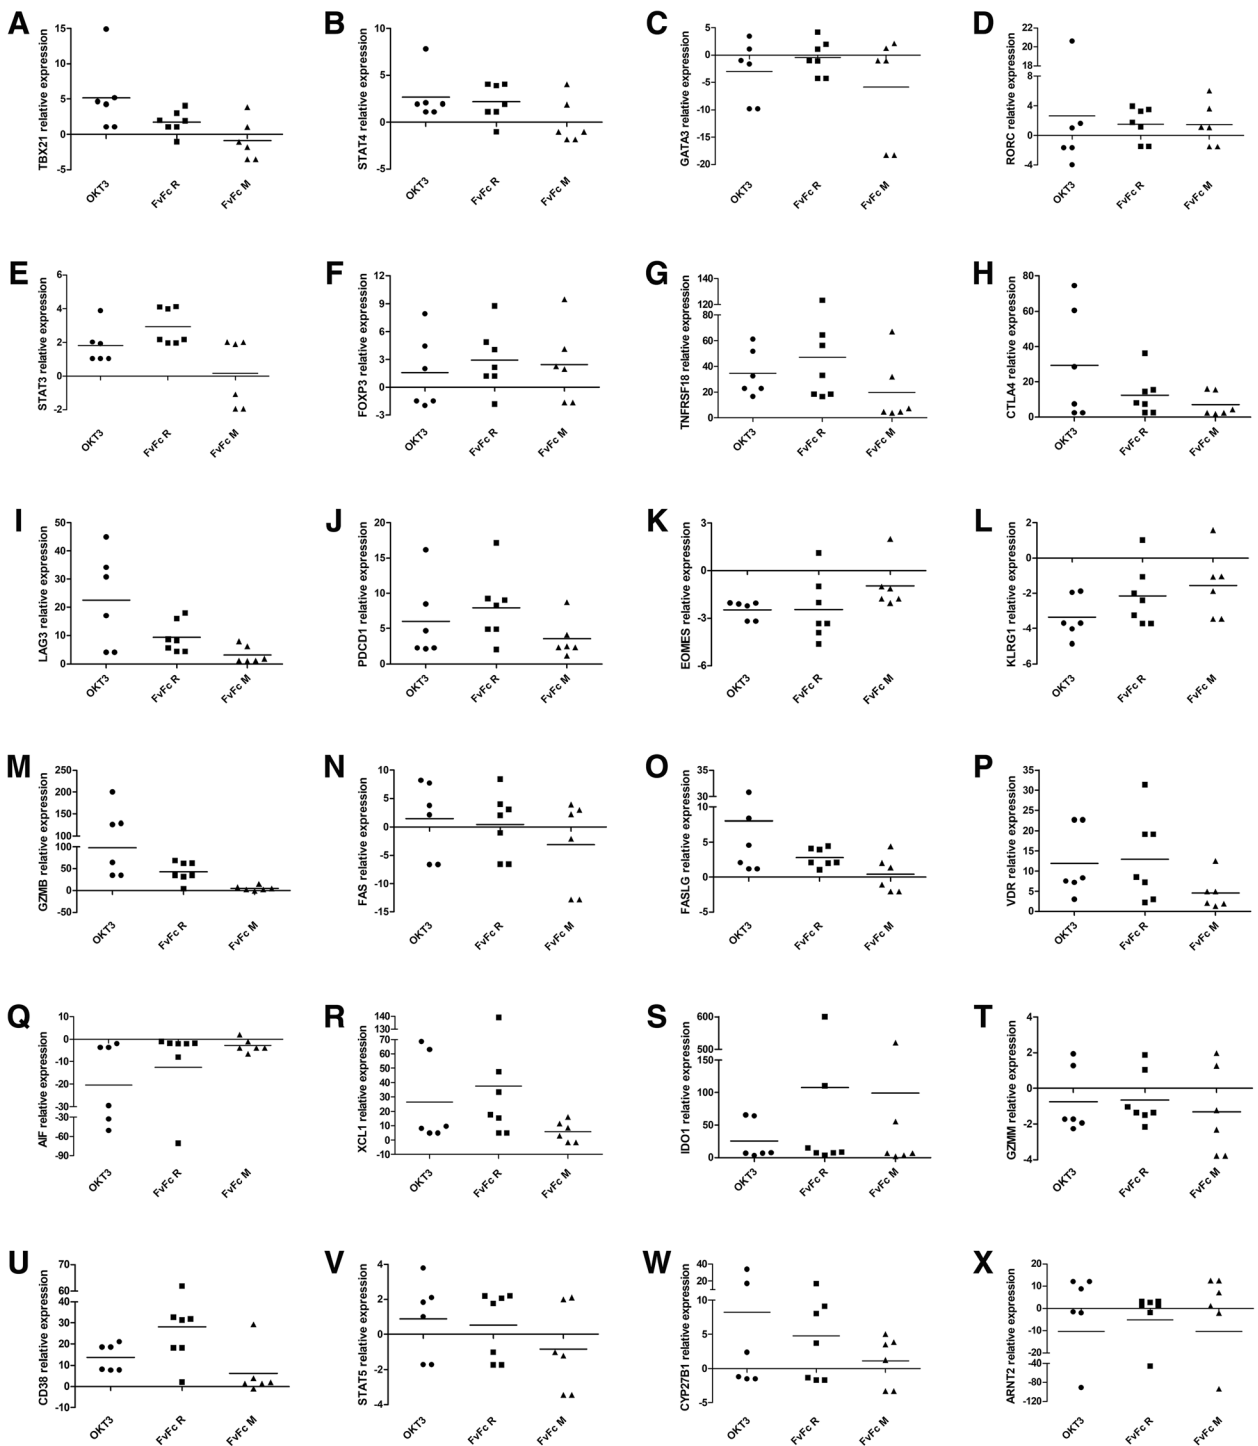 A
TBX21 relative expression
15
10
5
0
-5
OKT3
FvFc R
FvFc M
B
STAT4 relative expression
10
5
0
-5
OKT3
FvFc R
FvFc M
C
GATA3 relative expression
5
0
-5
-10
-15
-20
OKT3
FvFc R
FvFc M
D
RORC relative expression
22
20
18
8
4
0
-4
OKT3
FvFc R
FvFc M
E
STAT3 relative expression
6
4
2
0
-2
OKT3
FvFc R
FvFc M
F
FOXP3 relative expression
12
9
6
3
0
-3
OKT3
FvFc R
FvFc M
G
TNFRSF18 relative expression
140
120
80
60
40
20
0
OKT3
FvFc R
FvFc M
H
CTLA4 relative expression
80
60
40
20
0
OKT3
FvFc R
FvFc M
I
LAG3 relative expression
50
40
30
20
10
0
OKT3
FvFc R
FvFc M
J
PDCD1 relative expression
20
15
10
5
0
OKT3
FvFc R
FvFc M
K
EOMES relative expression
3
0
-3
-6
OKT3
FvFc R
FvFc M
L
KLRG1 relative expression
2
0
-2
-4
-6
OKT3
FvFc R
FvFc M
M
GZMB relative expression
250
200
150
100
100
50
0
-50
OKT3
FvFc R
FvFc M
N
FAS relative expression
10
5
0
-5
-10
-15
OKT3
FvFc R
FvFc M
O
FASLG relative expression
35
30
10
5
0
-5
OKT3
FvFc R
FvFc M
P
VDR relative expression
35
30
25
20
15
10
5
0
OKT3
FvFc R
FvFc M
Q
AIF relative expression
10
0
-10
-20
-30
-30
-60
-90
OKT3
FvFc R
FvFc M
R
XCL1 relative expression
140
130
70
60
50
40
30
20
10
0
-10
OKT3
FvFc R
FvFc M
S
IDO1 relative expression
600
500
150
100
50
0
OKT3
FvFc R
FvFc M
T
GZMM relative expression
4
2
0
-2
-4
OKT3
FvFc R
FvFc M
U
CD38 relative expression
70
60
40
30
20
10
0
-10
OKT3
FvFc R
FvFc M
V
STAT5 relative expression
4
2
0
-2
-4
OKT3
FvFc R
FvFc M
W
CYP27B1 relative expression
40
20
10
5
0
-5
OKT3
FvFc R
FvFc M
X
ARNT2 relative expression
20
10
0
-10
20
-40
-80
-120
OKT3
FvFc R
FvFc M